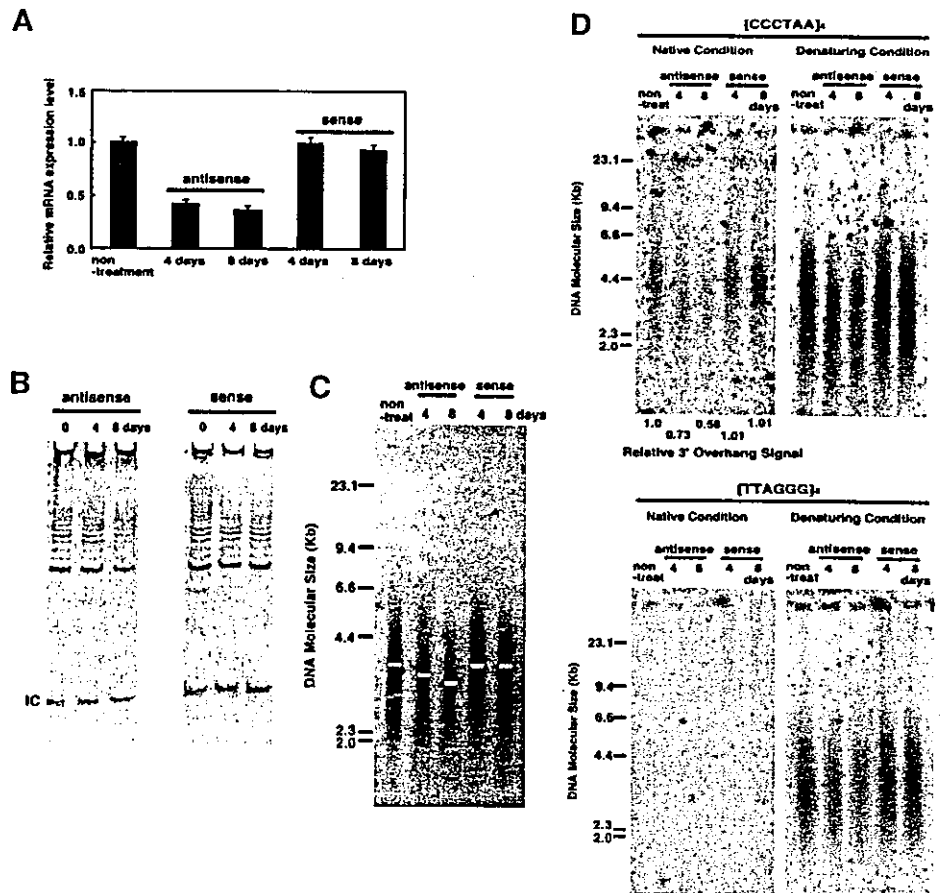 A
Relative mRNA expression level
1.5
1.0
0.5
0.0
antisense
sense
non
-treatment
4 days
8 days
4 days
8 days
B
antisense
0 4 8 days
sense
0 4 8 days
IC
C
antisense sense
non
-treat
4 8 4 8 days
DNA Molecular Size (Kb)
23.1
9.4
6.6
4.4
2.3
2.0
D
[CCCTAA]₄
Native Condition
antisense sense
non
-treat
4 8 4 8
days
Denaturing Condition
antisense sense
non
-treat
4 8 4 8
days
DNA Molecular Size (Kb)
23.1
9.4
6.6
4.4
2.3
2.0
1.0 0.73 0.58 1.01 1.01
Relative 3' Overhang Signal
[TTAGGG]₄
Native Condition
antisense sense
non
-treat
4 8 4 8
days
Denaturing Condition
antisense sense
non
-treat
4 8 4 8
days
DNA Molecular Size (Kb)
23.1
9.4
6.6
4.4
2.3
2.0